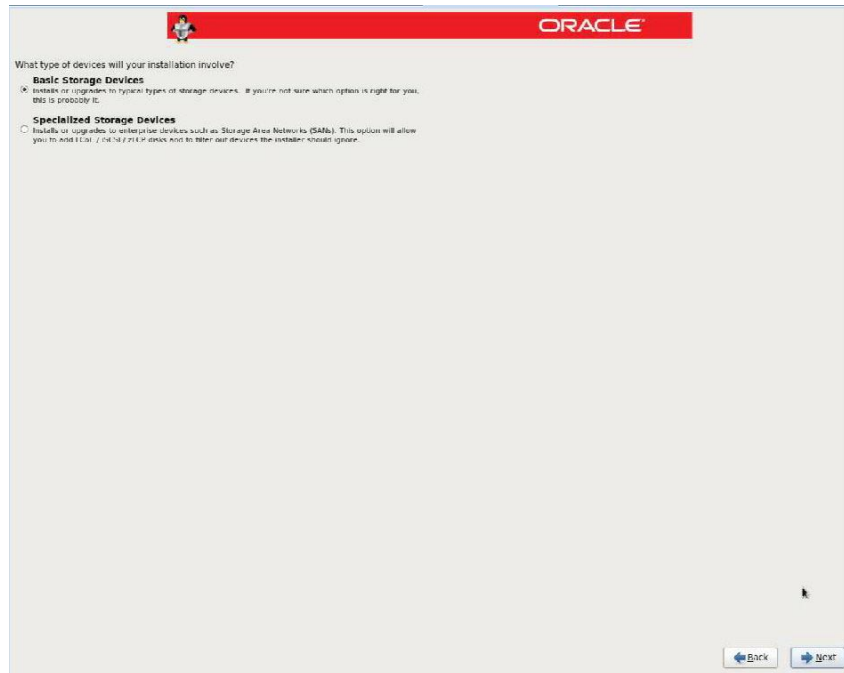 ORACLE
What type of devices will your installation involve?
Basic Storage Devices
Installs or upgrades to typical types of storage devices. If you're not sure which option is right for you,
this is probably it.
Specialized Storage Devices
Installs or upgrades to enterprise devices such as Storage Area Networks (SANs). This option will allow
you to add FCoE / iSCSI / zFCP disks and to filter out devices the installer should ignore.
Back
Next